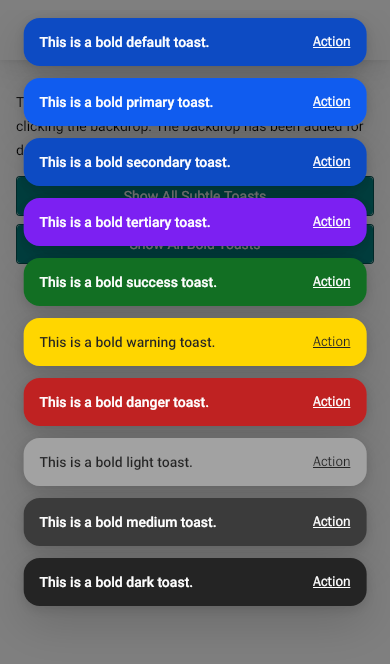 This is a bold default toast. Action
This is a bold primary toast. Action
clicking the backdrop. The backdrop has been added for
This is a bold secondary toast. Action
Show All Subtle Toasts
This is a bold tertiary toast. Action
Show All Bold Toasts
This is a bold success toast. Action
This is a bold warning toast. Action
This is a bold danger toast. Action
This is a bold light toast. Action
This is a bold medium toast. Action
This is a bold dark toast. Action